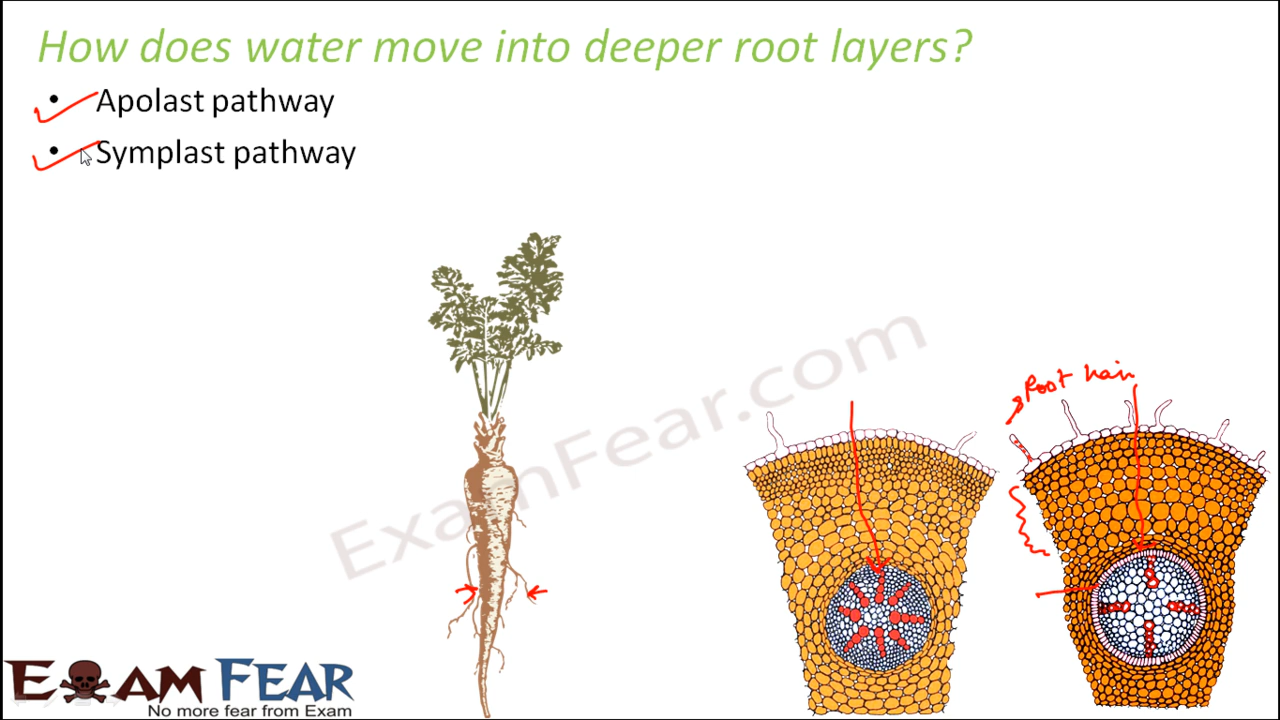 How does water move into deeper root layers?
• Apolast pathway
• Symplast pathway
Root hair
ExamFear.com
EXAM FEAR
No more fear from Exam